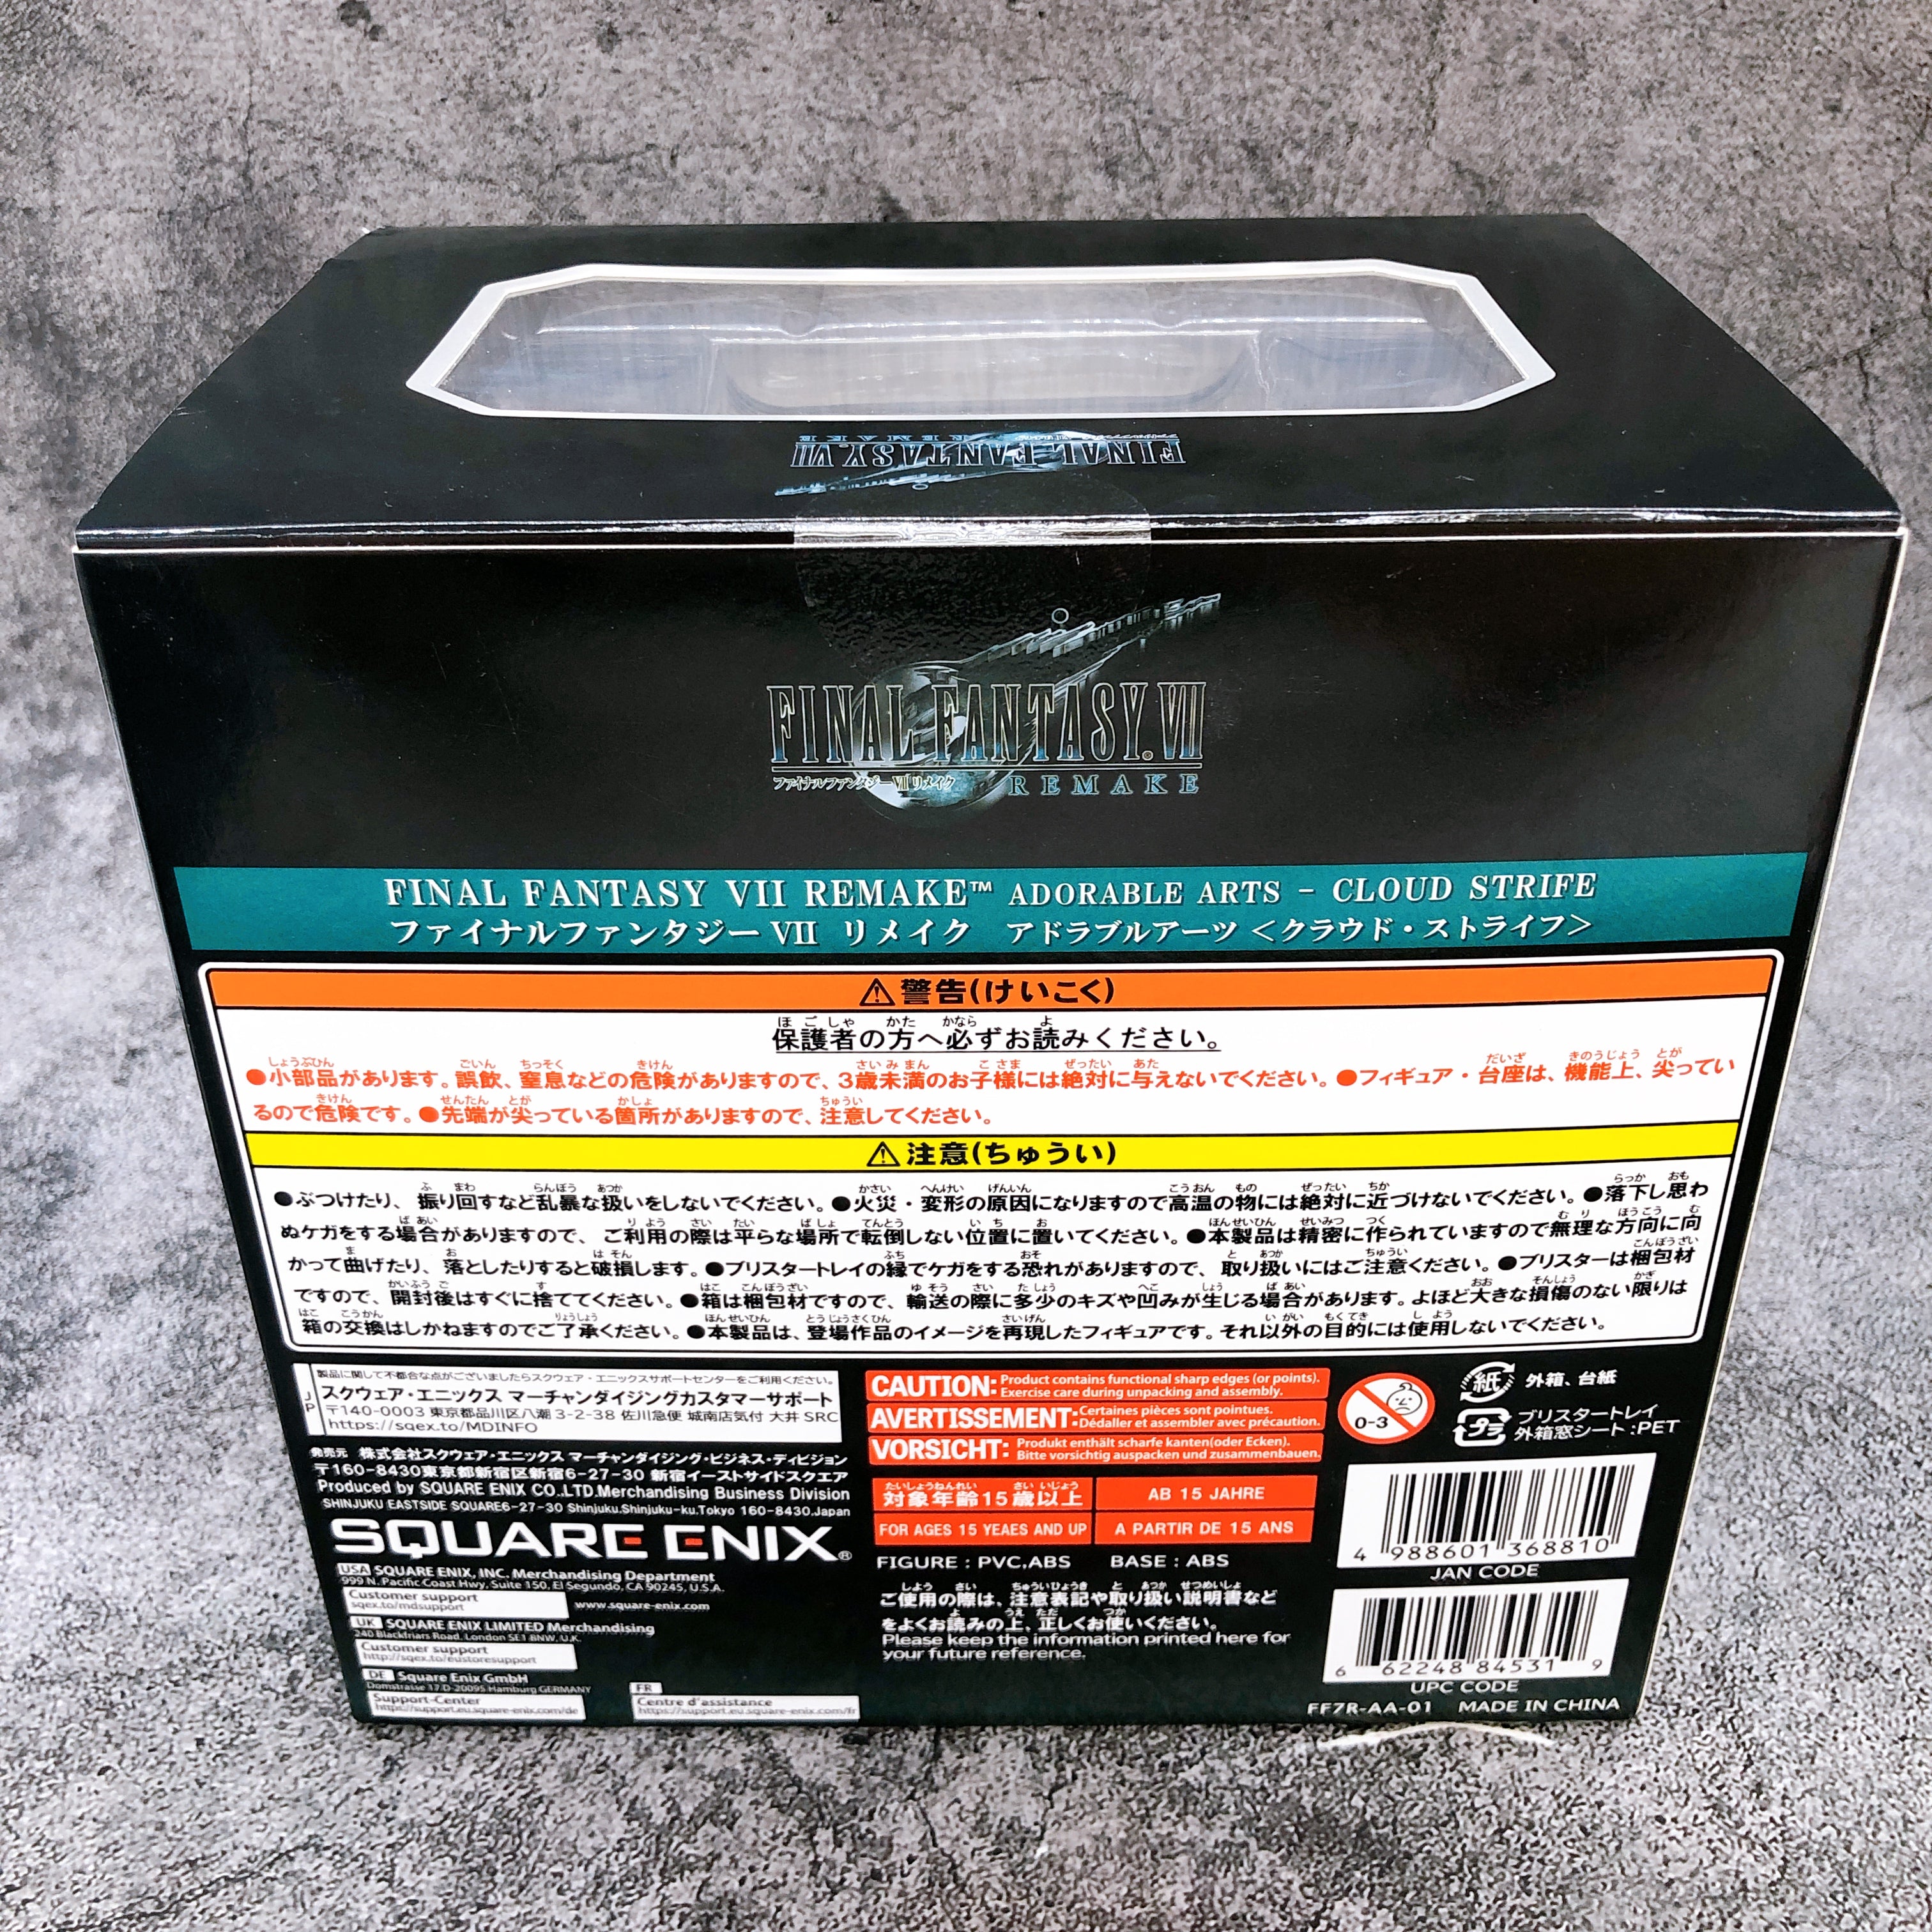 FINAL FANTASY VII
REMAKE
FINAL FANTASY. VII
ファイナルファンタジーVII リメイク REMAKE
FINAL FANTASY VII REMAKE™ ADORABLE ARTS - CLOUD STRIFE
ファイナルファンタジー VII リメイク アドラブルアーツ <クラウド・ストライフ>
⚠警告(けいこく)
保護者の方へ必ずお読みください。
●小部品があります。誤飲、窒息などの危険がありますので、3歳未満のお子様には絶対に与えないでください。●フィギュア・台座は、機能上、尖ってい
るので危険です。●先端が尖っている箇所がありますので、注意してください。
⚠注意(ちゅうい)
●ぶつけたり、振り回すなど乱暴な扱いをしないでください。●火災・変形の原因になりますので高温の物には絶対に近づけないでください。●落下し思わ
ぬケガをする場合がありますので、ご利用の際は平らな場所で転倒しない位置に置いてください。●本製品は精密に作られていますので無理な方向に向
かって曲げたり、落としたりすると破損します。●ブリスタートレイの縁でケガをする恐れがありますので、取り扱いにはご注意ください。●ブリスターは梱包材
ですので、開封後はすぐに捨ててください。●箱は梱包材ですので、輸送の際に多少のキズや凹みが生じる場合があります。よほど大きな損傷のない限りは
箱の交換はしかねますのでご了承ください。●本製品は、登場作品のイメージを再現したフィギュアです。それ以外の目的には使用しないでください。
JP
製品に関して不都合な点がございましたらスクウェア・エニックスサポートセンターをご利用ください。
スクウェア・エニックス マーチャンダイジングカスタマーサポート
〒140-0003 東京都品川区八潮 3-2-38 佐川急便 城南店気付 大井 SRC
https://sqex.to/MDINFO
発売元 株式会社スクウェア・エニックス マーチャンダイジング・ビジネス・ディビジョン
〒160-8430東京都新宿区新宿6-27-30 新宿イーストサイドスクエア
Produced by SQUARE ENIX CO.,LTD.Merchandising Business Division
SHINJUKU EASTSIDE SQUARE6-27-30 Shinjuku.Shinjuku-ku.Tokyo 160-8430.Japan
SQUARE ENIX®
USA SQUARE ENIX, INC. Merchandising Department
999 N. Pacific Coast Hwy, Suite 150, El Segundo, CA 90245, U.S.A.
Customer support
sqex.to/mdsupport
www.square-enix.com
UK SQUARE ENIX LIMITED Merchandising
240 Blackfriars Road, London SE1 8NW, U.K.
Customer support
http://sqex.to/eustoresupport
DE Square Enix GmbH
Domstrasse 17 D-20095 Hamburg GERMANY
Support-Center
http://support.eu.square-enix.com/de
FR
Centre d'assistance
https://support.eu.square-enix.com/fr
CAUTION: Product contains functional sharp edges (or points).
Exercise care during unpacking and assembly.
AVERTISSEMENT: Certaines pièces sont pointues.
Dédaller et assembler avec précaution.
VORSICHT: Produkt enthält scharfe kanten(oder Ecken).
Bitte vorsichtig auspacken und zusammenbauen.
対象年齢15歳以上
AB 15 JAHRE
FOR AGES 15 YEAES AND UP
A PARTIR DE 15 ANS
FIGURE : PVC,ABS BASE : ABS
ご使用の際は、注意表記や取り扱い説明書など
をよくお読みの上、正しくお使いください。
Please keep the information printed here for
your future reference.
0-3
紙 外箱、台紙
プラ ブリスタートレイ
外箱窓シート :PET
4 988601 368810
JAN CODE
6 62248 84531 9
UPC CODE
FF7R-AA-01 MADE IN CHINA